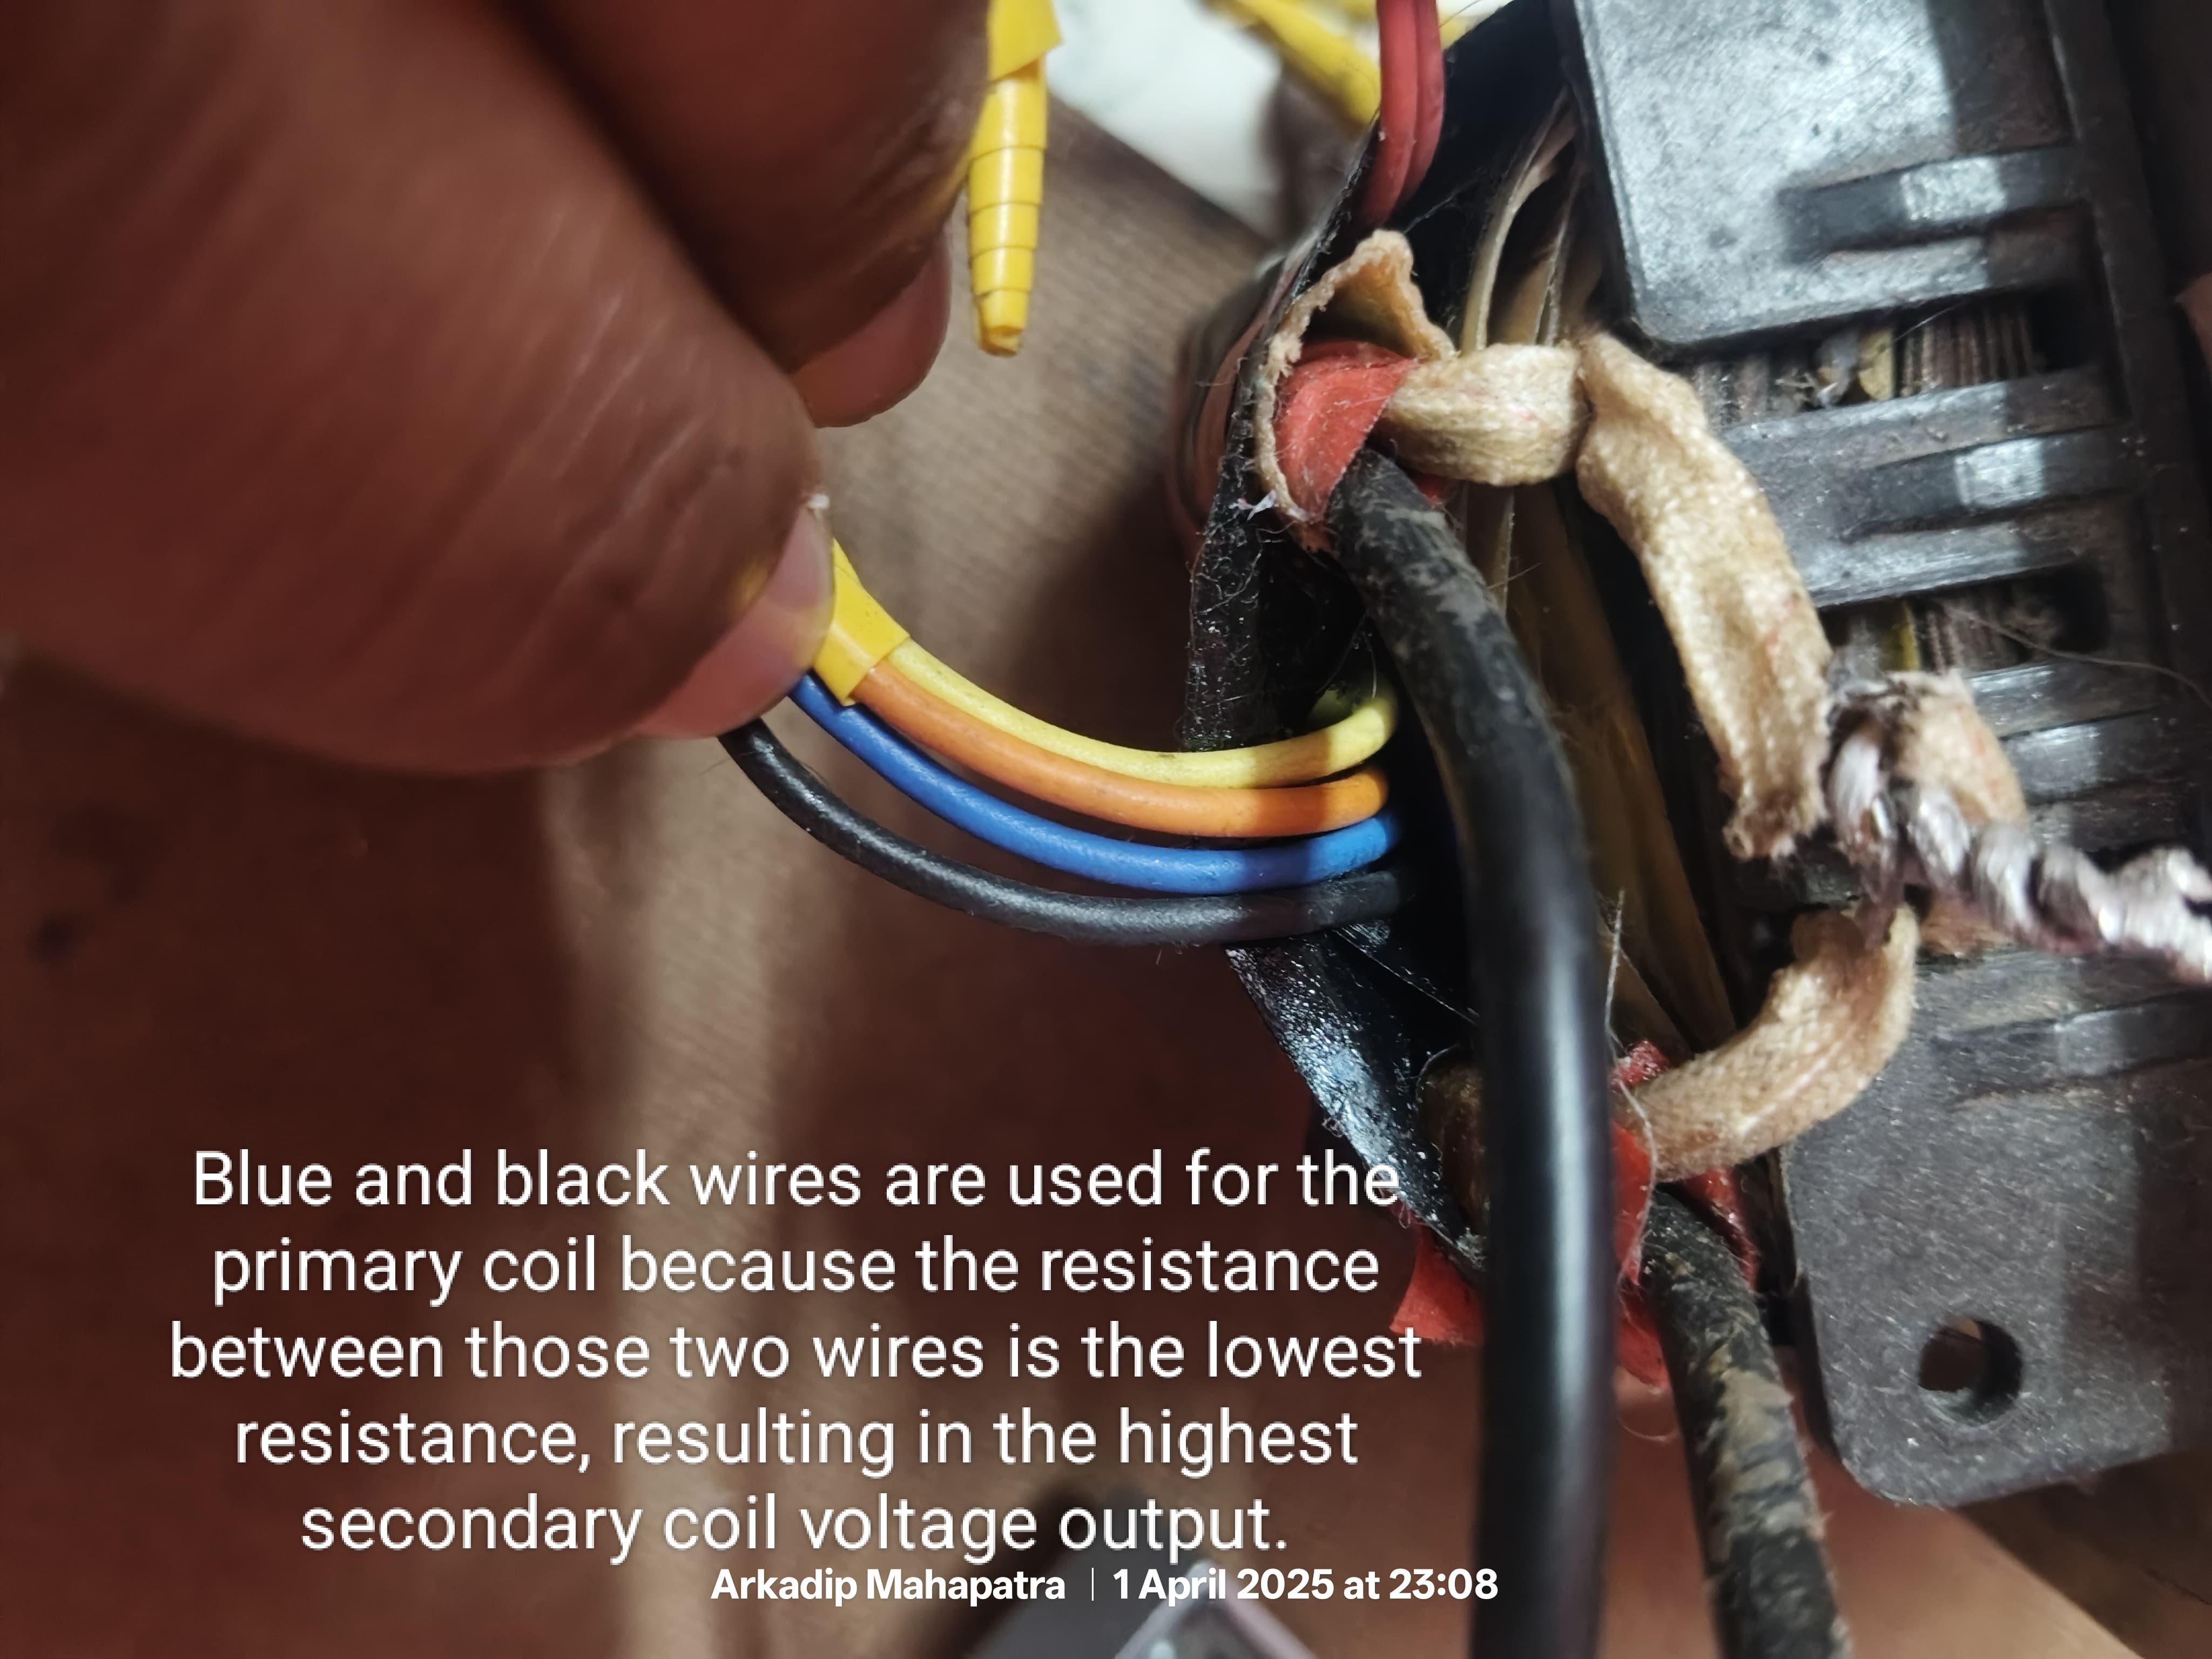 Blue and black wires are used for the
primary coil because the resistance
between those two wires is the lowest
resistance, resulting in the highest
secondary coil voltage output.
Arkadip Mahapatra | 1 April 2025 at 23:08